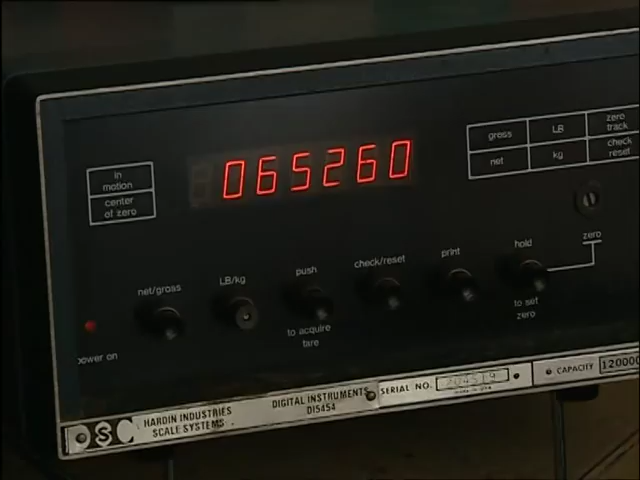 065260
in
motion
center
of zero
gross
LB
zero
track
net
kg
check
reset
zero
net/gross
LB/kg
push
check/reset
print
hold
to acquire
tare
to set
zero
power on
HARDIN INDUSTRIES
SCALE SYSTEMS
DIGITAL INSTRUMENTS
DI5454
SERIAL NO.
CAPACITY
120000